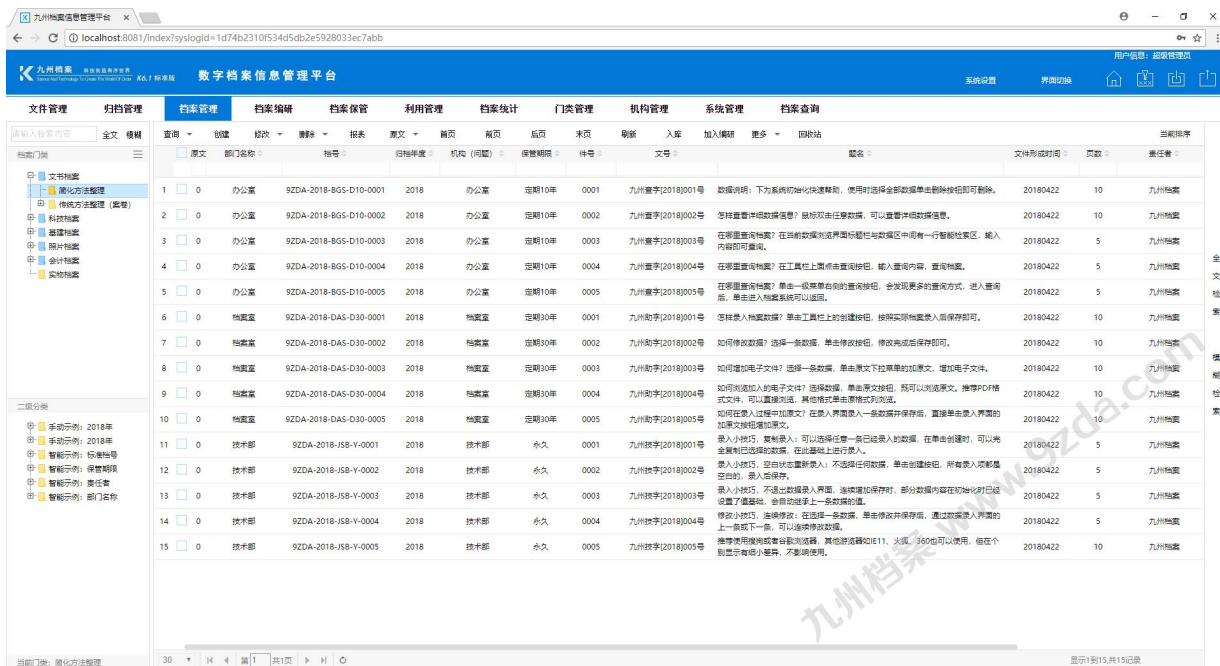 九州档案信息管理平台
localhost:8081/index?syslogid=1d74b2310f534d5db2e5928033ec7abb
用户信息：超级管理员
九州档案 科技创造有序世界 K6.1 标准版 数字档案信息管理平台 系统设置 界面切换
文件管理 归档管理 档案管理 档案编研 档案保管 利用管理 档案统计 门类管理 机构管理 系统管理 档案查询
请输入检索内容 全文 模糊 查询 创建 修改 删除 报表 原文 首页 前页 后页 末页 刷新 入库 加入编研 更多 回收站 当前排序
档案门类 原文 部门名称 档号 归档年度 机构（问题） 保管期限 件号 文号 题名 文件形成时间 页数 责任者
文书档案
简化方法整理
传统方法整理（案卷）
科技档案
基建档案
照片档案
会计档案
实物档案
1 0 办公室 9ZDA-2018-BGS-D10-0001 2018 办公室 定期10年 0001 九州查字[2018]001号 数据说明：下为系统初始化快速帮助，使用时选择全部数据单击删除按钮即可删除。 20180422 10 九州档案
2 0 办公室 9ZDA-2018-BGS-D10-0002 2018 办公室 定期10年 0002 九州查字[2018]002号 怎样查看详细数据信息？鼠标双击任意数据，可以查看详细数据信息。 20180422 10 九州档案
3 0 办公室 9ZDA-2018-BGS-D10-0003 2018 办公室 定期10年 0003 九州查字[2018]003号 在哪里查询档案？在当前数据浏览界面标题栏与数据区中间有一行智能检索区，输入
内容即可查询。 20180422 5 九州档案
4 0 办公室 9ZDA-2018-BGS-D10-0004 2018 办公室 定期10年 0004 九州查字[2018]004号 在哪里查询档案？在工具栏上面点击查询按钮，输入查询内容，查询档案。 20180422 5 九州档案
5 0 办公室 9ZDA-2018-BGS-D10-0005 2018 办公室 定期10年 0005 九州查字[2018]005号 在哪里查询档案？单击一级菜单右侧的查询按钮，会发现更多的查询方式，进入查询
后，单击进入档案系统可以返回。 20180422 5 九州档案
6 0 档案室 9ZDA-2018-DAS-D30-0001 2018 档案室 定期30年 0001 九州助字[2018]001号 怎样录入档案数据？单击工具栏上的创建按钮，按照实际档案录入后保存即可。 20180422 10 九州档案
7 0 档案室 9ZDA-2018-DAS-D30-0002 2018 档案室 定期30年 0002 九州助字[2018]002号 如何修改数据？选择一条数据，单击修改按钮，修改完成后保存即可。 20180422 10 九州档案
8 0 档案室 9ZDA-2018-DAS-D30-0003 2018 档案室 定期30年 0003 九州助字[2018]003号 如何增加电子文件？选择一条数据，单击原文下拉菜单的加原文，增加电子文件。 20180422 10 九州档案
9 0 档案室 9ZDA-2018-DAS-D30-0004 2018 档案室 定期30年 0004 九州助字[2018]004号 如何浏览加入的电子文件？选择数据，单击原文按钮，既可以浏览原文。推荐PDF格
式文件，可以直接浏览，其他格式单击原格式列浏览。 20180422 10 九州档案
10 0 档案室 9ZDA-2018-DAS-D30-0005 2018 档案室 定期30年 0005 九州助字[2018]005号 如何在录入过程中加原文？在录入界面录入一条数据并保存后，直接单击录入界面的
加原文按钮增加原文。 20180422 10 九州档案
11 0 技术部 9ZDA-2018-JSB-Y-0001 2018 技术部 永久 0001 九州技字[2018]001号 录入小技巧，复制录入：可以选择任意一条已经录入的数据，在单击创建时，可以完
全复制已选择的数据，在此基础上进行录入。 20180422 5 九州档案
12 0 技术部 9ZDA-2018-JSB-Y-0002 2018 技术部 永久 0002 九州技字[2018]002号 录入小技巧，空白状态重新录入：不选择任何数据，单击创建按钮，所有录入项都是
空白的，录入后保存。 20180422 5 九州档案
13 0 技术部 9ZDA-2018-JSB-Y-0003 2018 技术部 永久 0003 九州技字[2018]003号 录入小技巧，不退出数据录入界面，连续增加保存时，部分数据内容在初始化时已经
设置了值基础，会自动继承上一条数据的值。 20180422 5 九州档案
14 0 技术部 9ZDA-2018-JSB-Y-0004 2018 技术部 永久 0004 九州技字[2018]004号 修改小技巧，连续修改：在选择一条数据，单击修改并保存后，通过数据录入界面的
上一条或下一条，可以连续修改数据。 20180422 5 九州档案
15 0 技术部 9ZDA-2018-JSB-Y-0005 2018 技术部 永久 0005 九州技字[2018]005号 推荐使用搜狗或者谷歌浏览器，其他游览器如IE11、火狐、360也可以使用，但在个
别显示有细小差异，不影响使用。 20180422 10 九州档案
二级分类
手动示例：2018年
手动示例：2018年
智能示例：标准档号
智能示例：保管期限
智能示例：责任者
智能示例：部门名称
全文检索
模糊检索
九州档案 www.9zda.com
当前门类：简化方法整理 30 第 1 共1页 显示1到15,共15记录